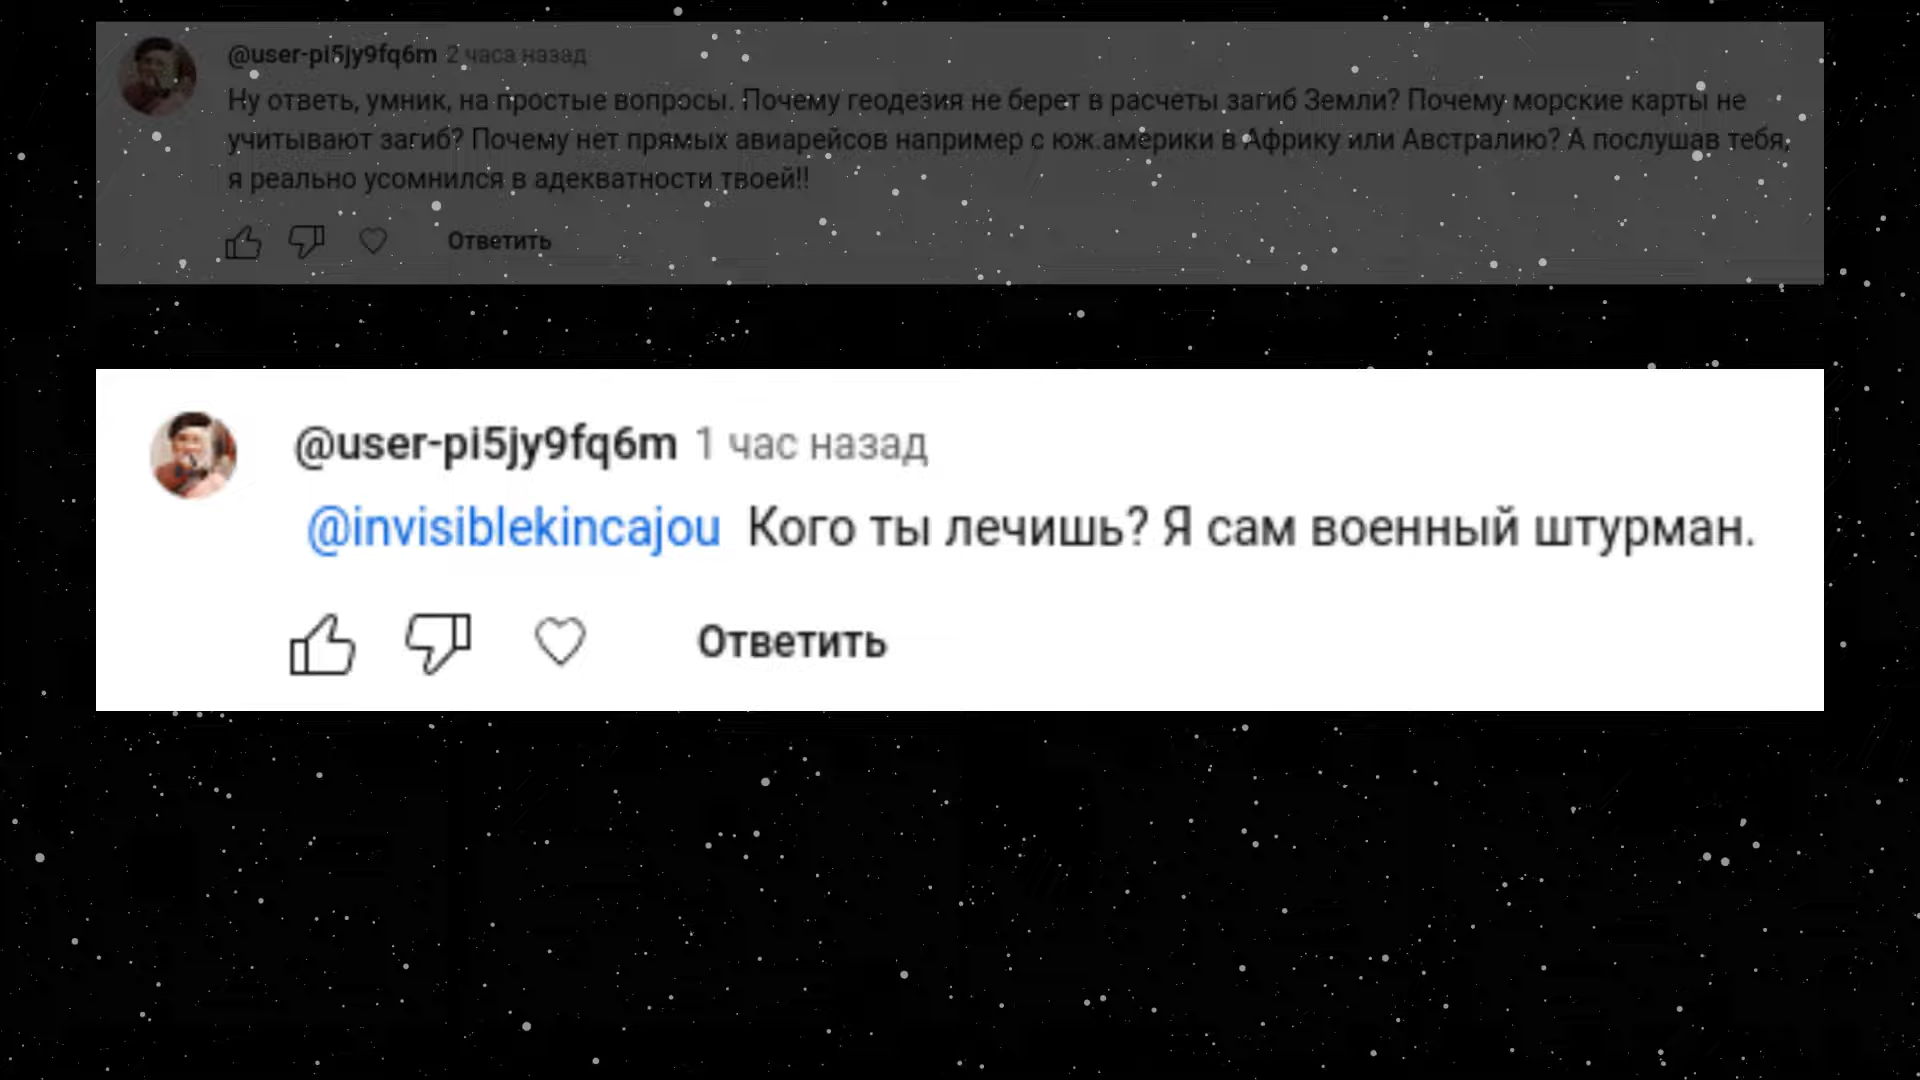 @user-pi5jy9fq6m 2 часа назад
Ну ответь, умник, на простые вопросы. Почему геодезия не берет в расчеты загиб Земли? Почему морские карты не
учитывают загиб? Почему нет прямых авиарейсов например с юж.америки в Африку или Австралию? А послушав тебя,
я реально усомнился в адекватности твоей!!
Ответить
@user-pi5jy9fq6m 1 час назад
@invisiblekincajou Кого ты лечишь? Я сам военный штурман.
Ответить